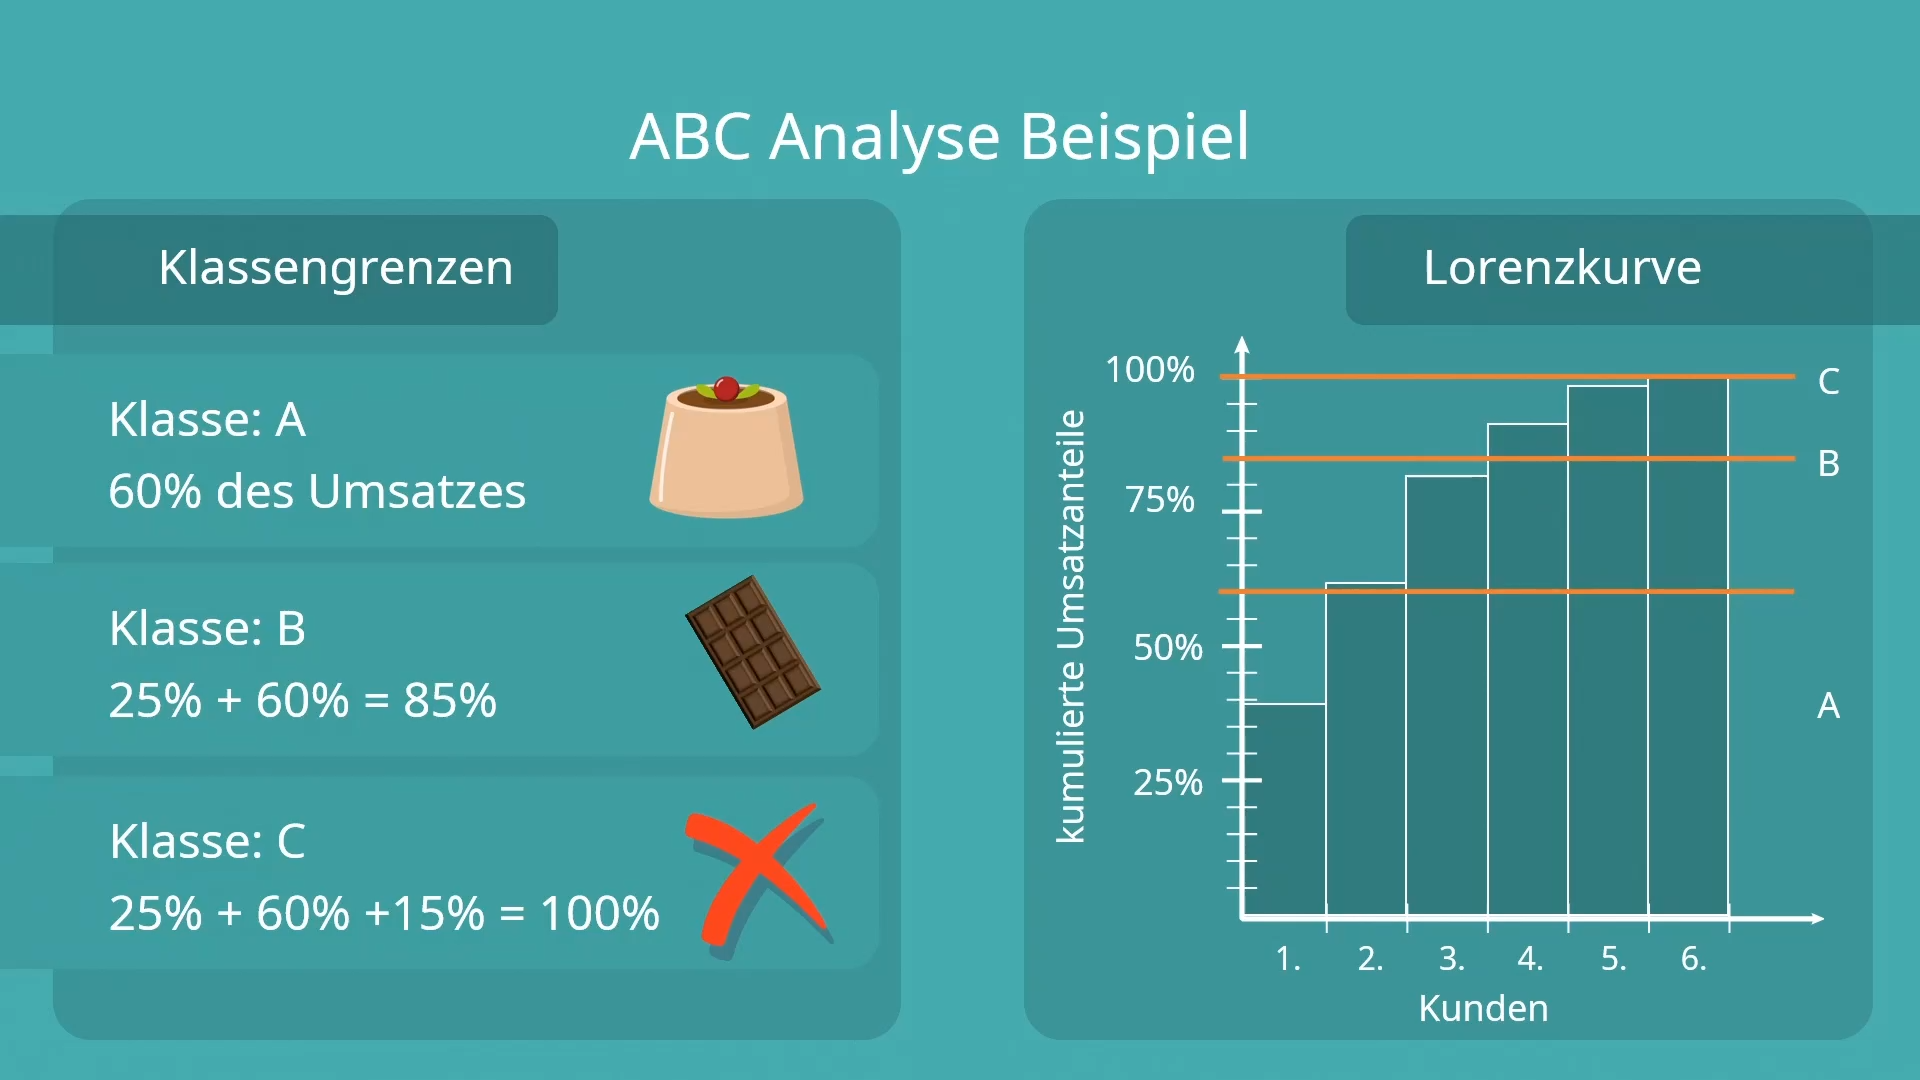 ABC Analyse Beispiel
Klassengrenzen
Klasse: A
60% des Umsatzes
Klasse: B
25% + 60% = 85%
Klasse: C
25% + 60% +15% = 100%
Lorenzkurve
kumulierte Umsatzanteile
100%
75%
50%
25%
C
B
A
1. 2. 3. 4. 5. 6.
Kunden